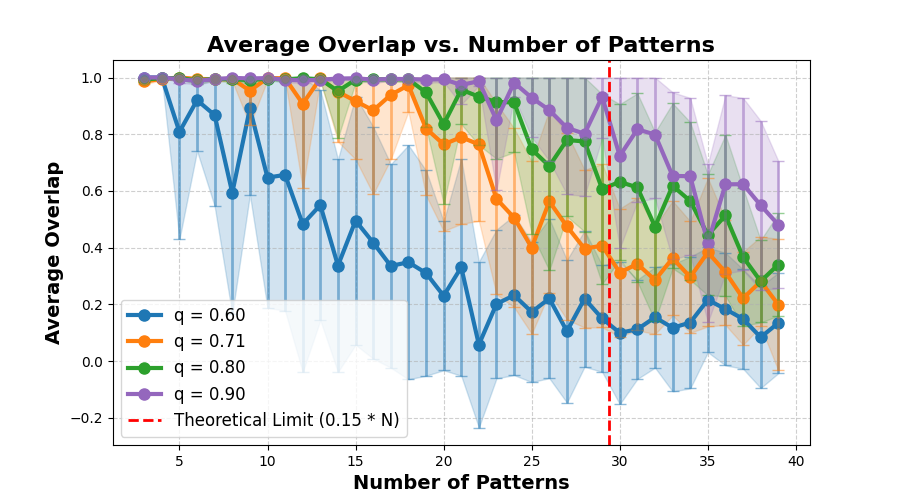 Average Overlap vs. Number of Patterns
Average Overlap
1.0
0.8
0.6
0.4
0.2
0.0
−0.2
q = 0.60
q = 0.71
q = 0.80
q = 0.90
Theoretical Limit (0.15 * N)
5 10 15 20 25 30 35 40
Number of Patterns